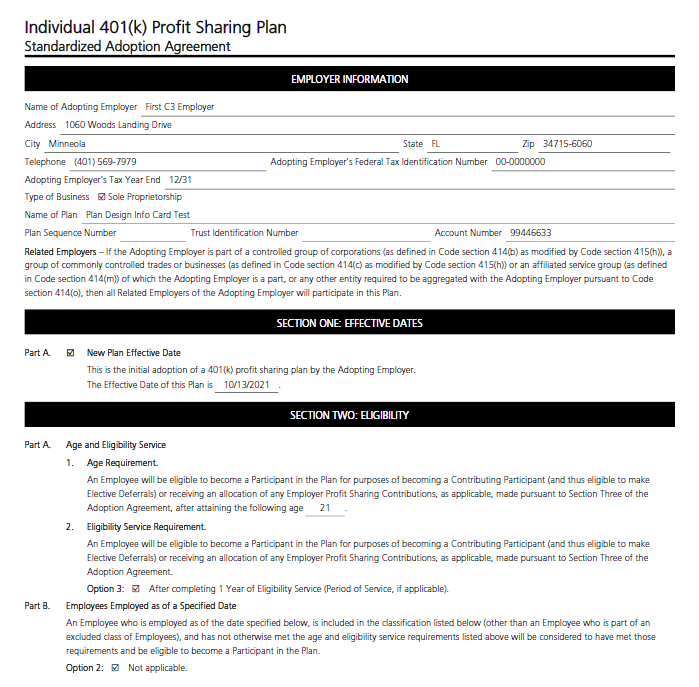 Individual 401(k) Profit Sharing Plan
Standardized Adoption Agreement
EMPLOYER INFORMATION
Name of Adopting Employer First C3 Employer
Address 1060 Woods Landing Drive
City Minneola State FL Zip 34715-6060
Telephone (401) 569-7979 Adopting Employer's Federal Tax Identification Number 00-0000000
Adopting Employer's Tax Year End 12/31
Type of Business ☑ Sole Proprietorship
Name of Plan Plan Design Info Card Test
Plan Sequence Number Trust Identification Number Account Number 99446633
Related Employers – If the Adopting Employer is part of a controlled group of corporations (as defined in Code section 414(b) as modified by Code section 415(h)), a
group of commonly controlled trades or businesses (as defined in Code section 414(c) as modified by Code section 415(h)) or an affiliated service group (as defined
in Code section 414(m)) of which the Adopting Employer is a part, or any other entity required to be aggregated with the Adopting Employer pursuant to Code
section 414(o), then all Related Employers of the Adopting Employer will participate in this Plan.
SECTION ONE: EFFECTIVE DATES
Part A. ☑ New Plan Effective Date
This is the initial adoption of a 401(k) profit sharing plan by the Adopting Employer.
The Effective Date of this Plan is 10/13/2021 .
SECTION TWO: ELIGIBILITY
Part A. Age and Eligibility Service
1. Age Requirement.
An Employee will be eligible to become a Participant in the Plan for purposes of becoming a Contributing Participant (and thus eligible to make
Elective Deferrals) or receiving an allocation of any Employer Profit Sharing Contributions, as applicable, made pursuant to Section Three of the
Adoption Agreement, after attaining the following age 21 .
2. Eligibility Service Requirement.
An Employee will be eligible to become a Participant in the Plan for purposes of becoming a Contributing Participant (and thus eligible to make
Elective Deferrals) or receiving an allocation of any Employer Profit Sharing Contributions, as applicable, made pursuant to Section Three of the
Adoption Agreement.
Option 3: ☑ After completing 1 Year of Eligibility Service (Period of Service, if applicable).
Part B. Employees Employed as of a Specified Date
An Employee who is employed as of the date specified below, is included in the classification listed below (other than an Employee who is part of an
excluded class of Employees), and has not otherwise met the age and eligibility service requirements listed above will be considered to have met those
requirements and be eligible to become a Participant in the Plan.
Option 2: ☑ Not applicable.